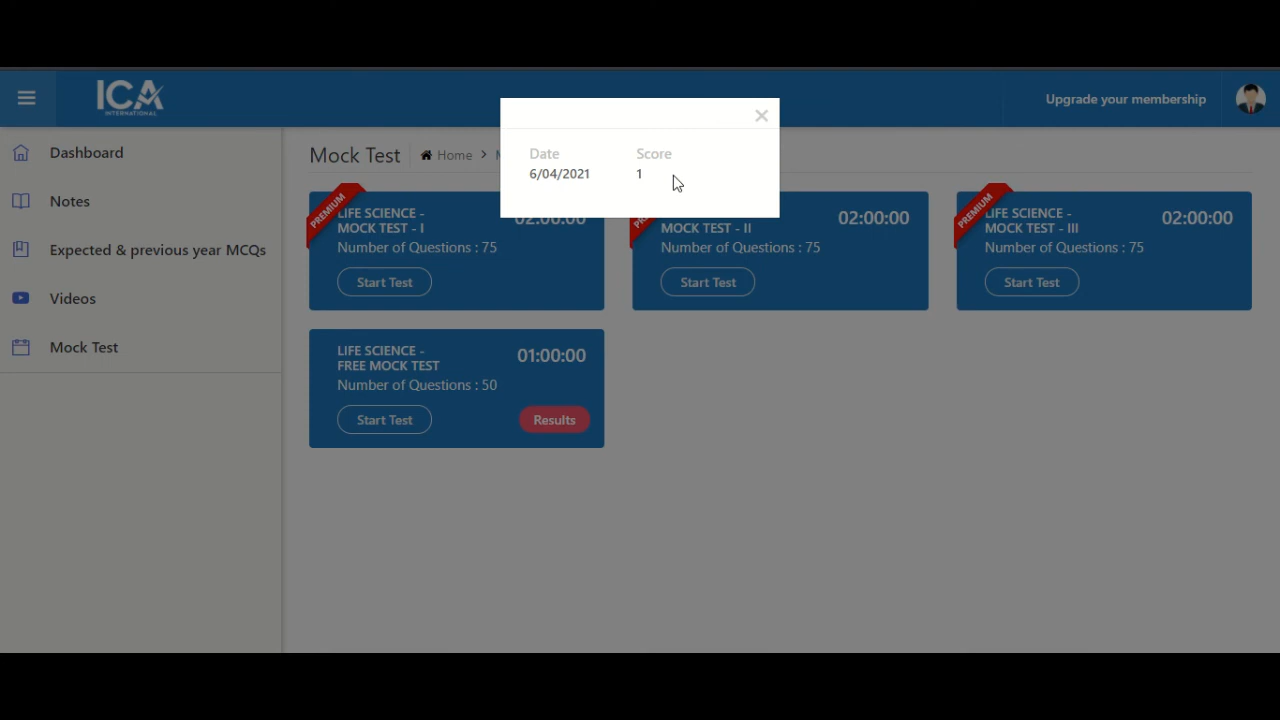 ICA
INTERNATIONAL
Upgrade your membership
Date Score
6/04/2021 1
Dashboard
Notes
Expected & previous year MCQs
Videos
Mock Test
Mock Test Home
PREMIUM
LIFE SCIENCE - 02:00:00
MOCK TEST - I
Number of Questions : 75
Start Test
MOCK TEST - II 02:00:00
Number of Questions : 75
Start Test
PREMIUM
LIFE SCIENCE - 02:00:00
MOCK TEST - III
Number of Questions : 75
Start Test
LIFE SCIENCE - 01:00:00
FREE MOCK TEST
Number of Questions : 50
Start Test Results